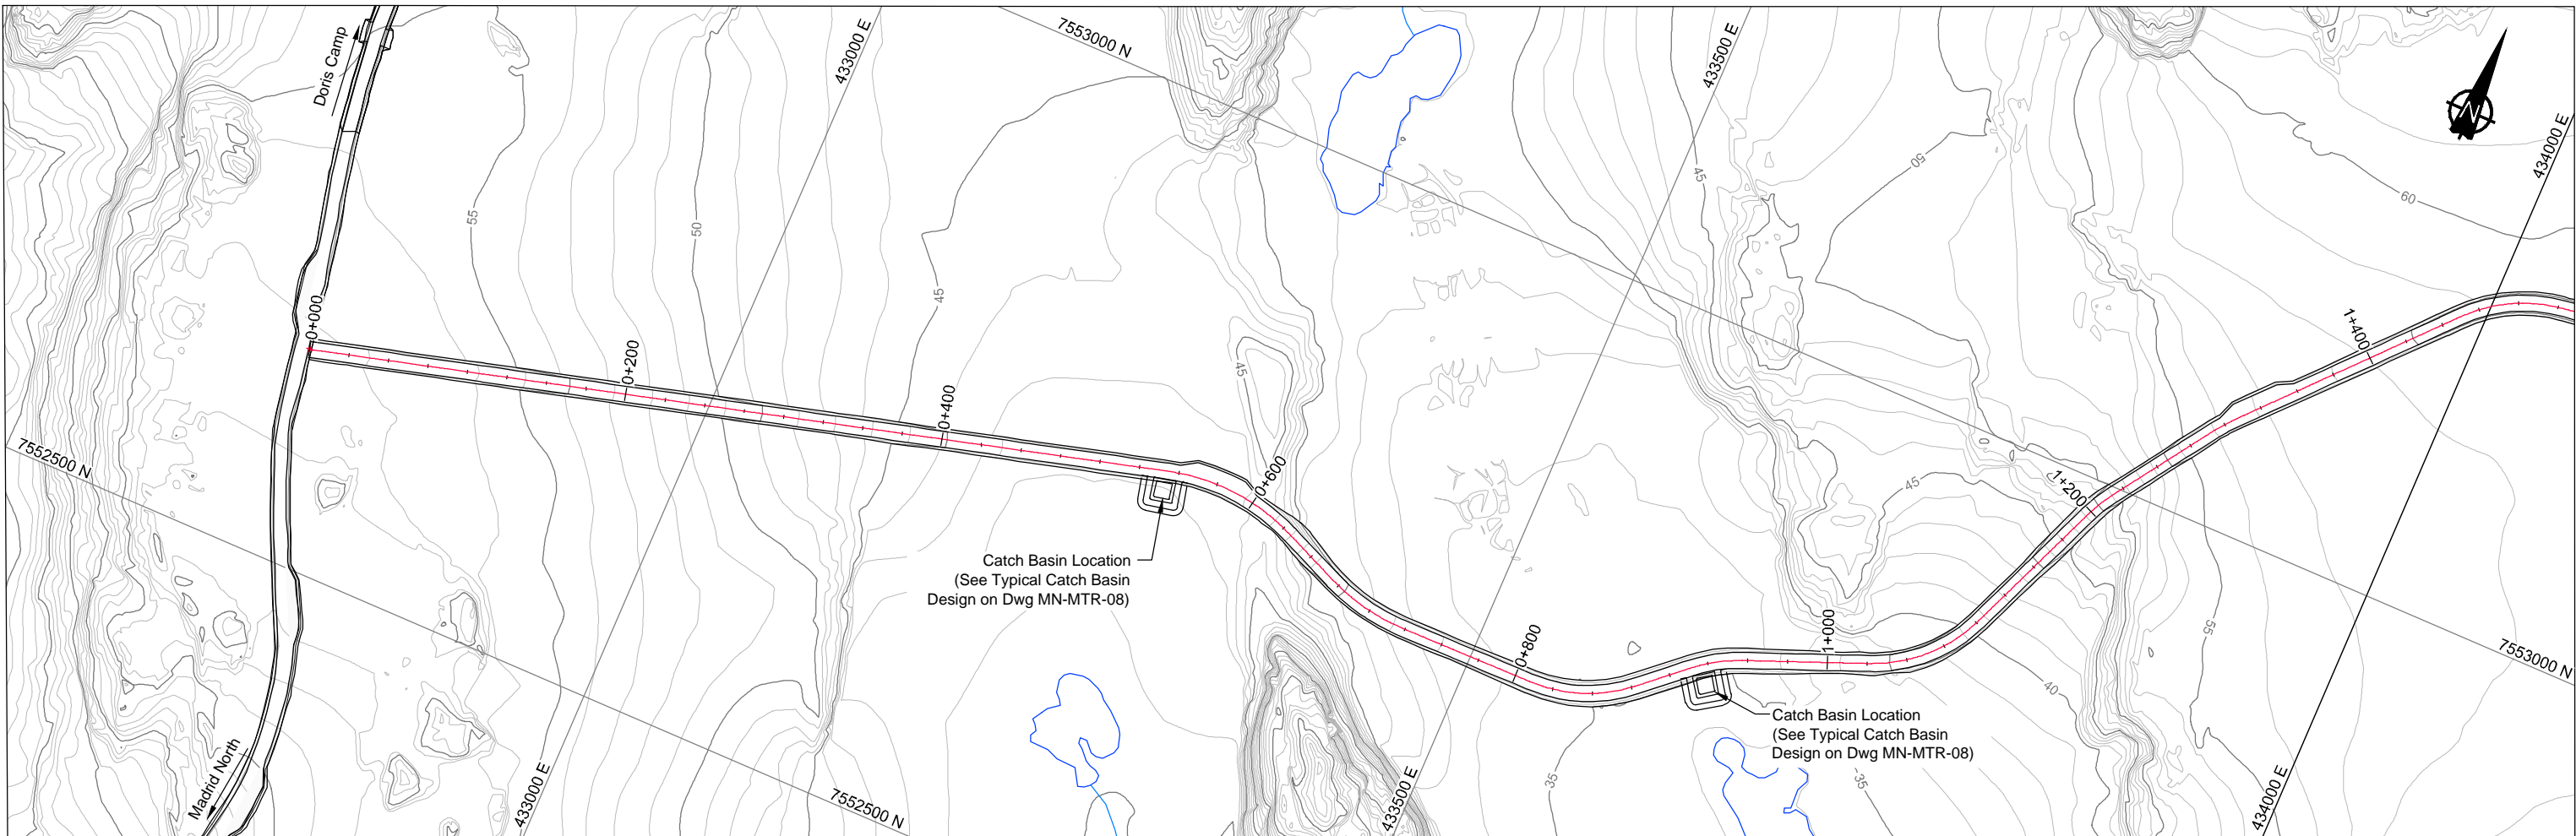 Doris Camp
433000 E
7553000 N
433500 E
N
434000 E
45
50
60
55
50
45
0+000
0+200
0+400
45
1+400
7552500 N
0+600
45
1+200
Catch Basin Location
(See Typical Catch Basin
Design on Dwg MN-MTR-08)
0+800
1+000
55
7553000 N
40
Catch Basin Location
(See Typical Catch Basin
Design on Dwg MN-MTR-08)
Madrid North
433000 E
7552500 N
433500 E
35
35
434000 E